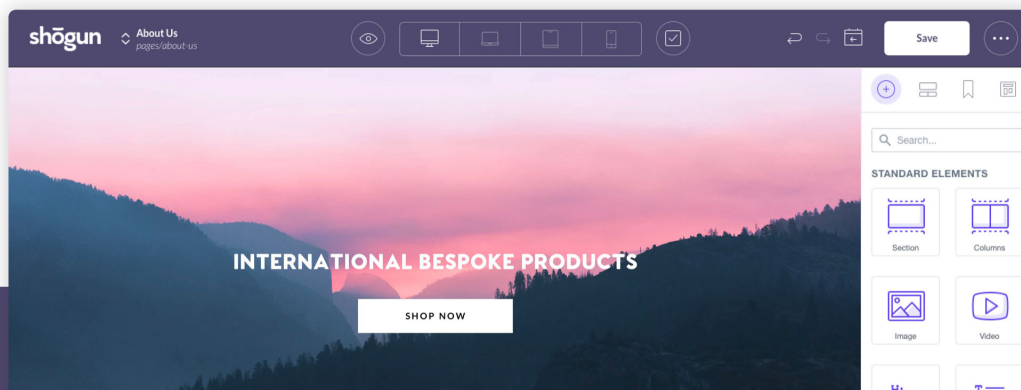 shōgun
About Us
pages/about-us
Save
Search...
STANDARD ELEMENTS
Section
Columns
INTERNATIONAL BESPOKE PRODUCTS
SHOP NOW
Image
Video